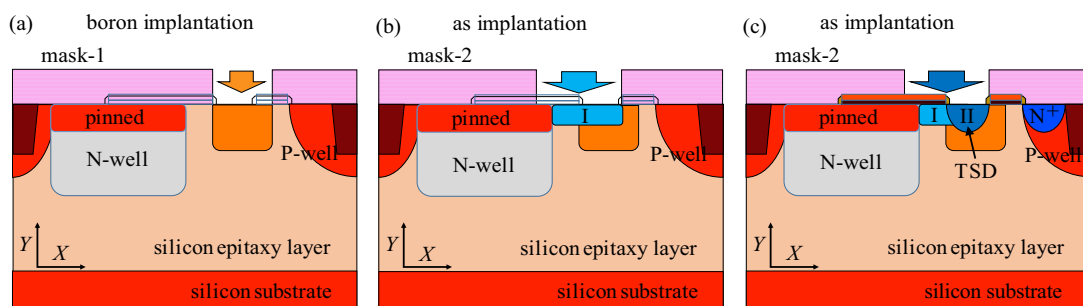 (a) boron implantation
mask-1
pinned
N-well
P-well
Y
X
silicon epitaxy layer
silicon substrate
(b) as implantation
mask-2
I
pinned
N-well
P-well
Y
X
silicon epitaxy layer
silicon substrate
(c) as implantation
mask-2
pinned
I
II
N+
N-well
P-well
TSD
Y
X
silicon epitaxy layer
silicon substrate